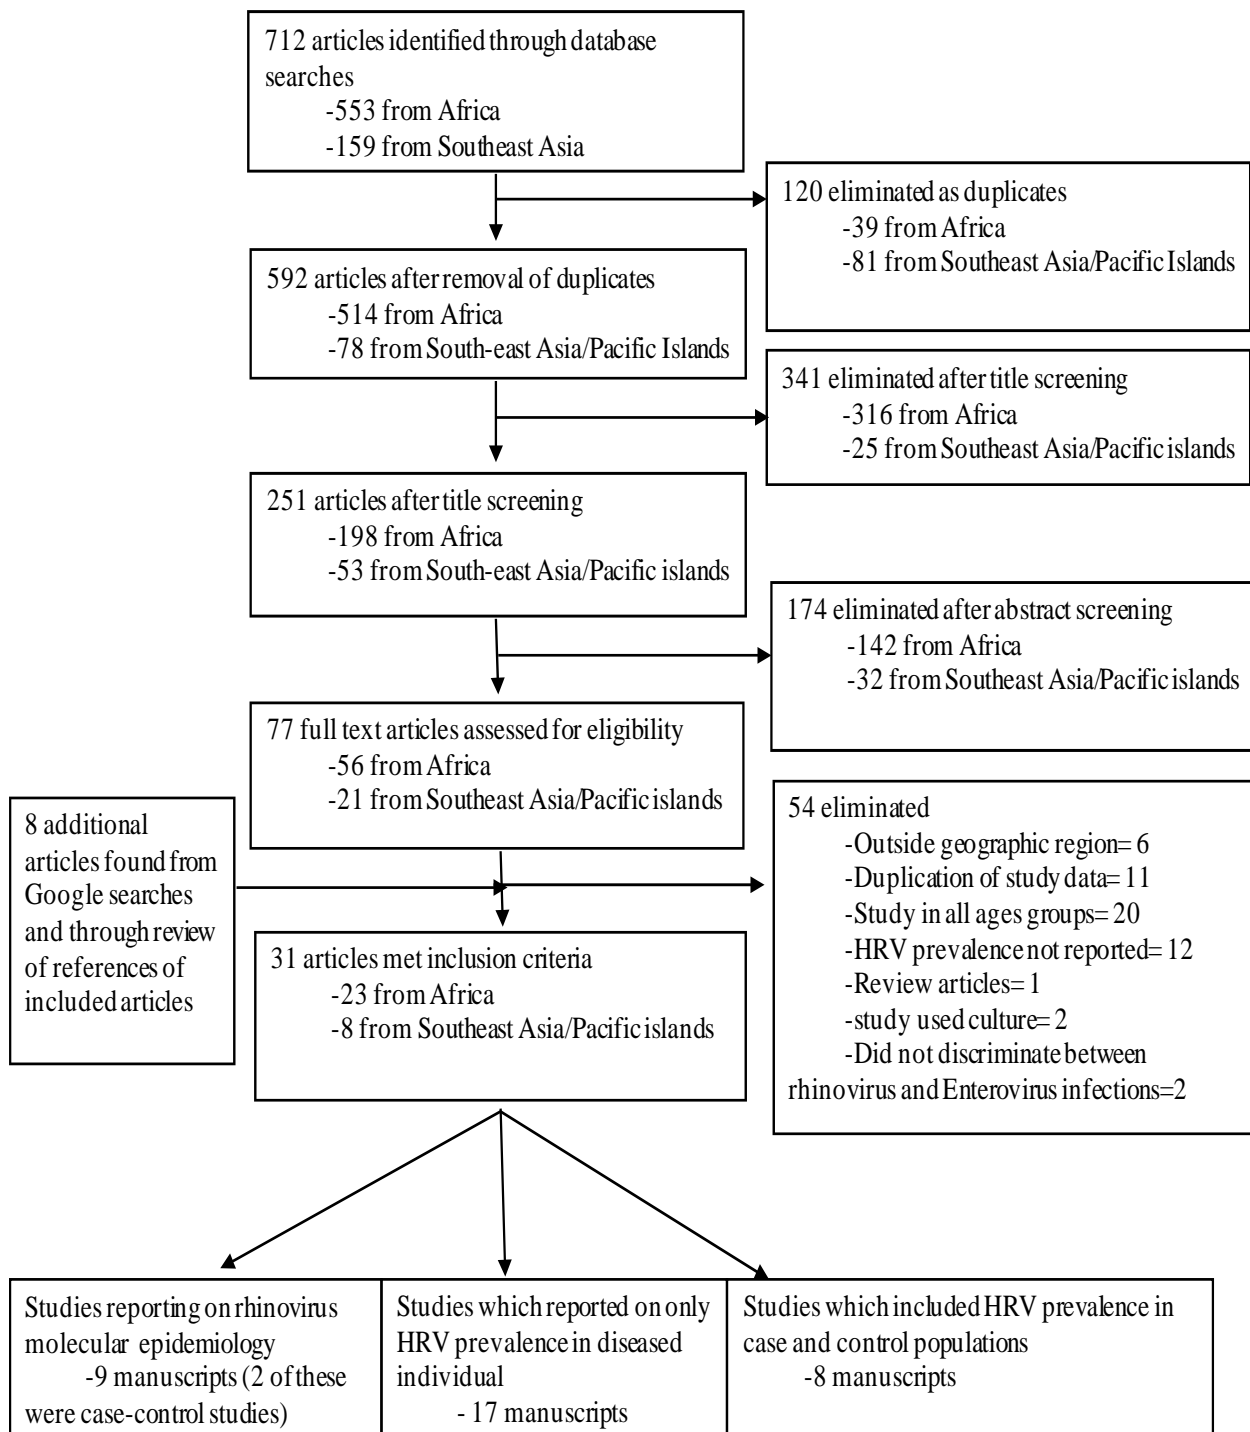 712 articles identified through database
searches
-553 from Africa
-159 from Southeast Asia
120 eliminated as duplicates
-39 from Africa
-81 from Southeast Asia/Pacific Islands
592 articles after removal of duplicates
-514 from Africa
-78 from South-east Asia/Pacific Islands
341 eliminated after title screening
-316 from Africa
-25 from Southeast Asia/Pacific islands
251 articles after title screening
-198 from Africa
-53 from South-east Asia/Pacific islands
174 eliminated after abstract screening
-142 from Africa
-32 from Southeast Asia/Pacific islands
77 full text articles assessed for eligibility
-56 from Africa
-21 from Southeast Asia/Pacific islands
8 additional
articles found from
Google searches
and through review
of references of
included articles
54 eliminated
-Outside geographic region= 6
-Duplication of study data= 11
-Study in all ages groups= 20
-HRV prevalence not reported= 12
-Review articles= 1
-study used culture= 2
-Did not discriminate between
rhinovirus and Enterovirus infections=2
31 articles met inclusion criteria
-23 from Africa
-8 from Southeast Asia/Pacific islands
Studies reporting on rhinovirus
molecular epidemiology
-9 manuscripts (2 of these
were case-control studies)
Studies which reported on only
HRV prevalence in diseased
individual
- 17 manuscripts
Studies which included HRV prevalence in
case and control populations
-8 manuscripts